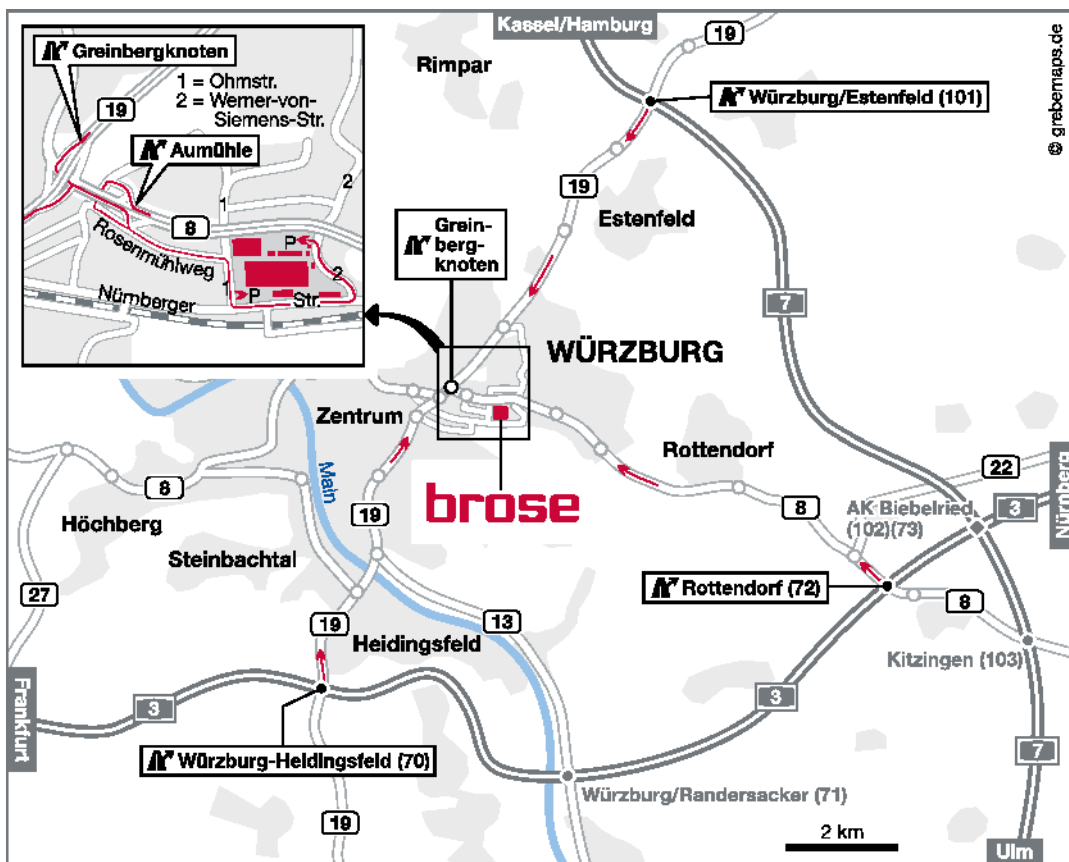 Kassel/Hamburg
19
Rimpar
© grebemaps.de
Greinbergknoten
1 = Ohmstr.
2 = Werner-von-
Siemens-Str.
19
Aumühle
2
1
8
Rosenmühlweg
P
2
1
P
Nürnberger
Str.
Würzburg/Estenfeld (101)
19
Estenfeld
Grein-
berg-
knoten
7
WÜRZBURG
Zentrum
Rottendorf
22
Main
8
brose
8
AK Biebelried
(102)(73)
3
Nürnberg
Höchberg
19
Steinbachtal
27
Rottendorf (72)
8
19
13
Heidingsfeld
Kitzingen (103)
Frankfurt
3
3
7
Würzburg-Heidingsfeld (70)
Würzburg/Randersacker (71)
19
2 km
Ulm